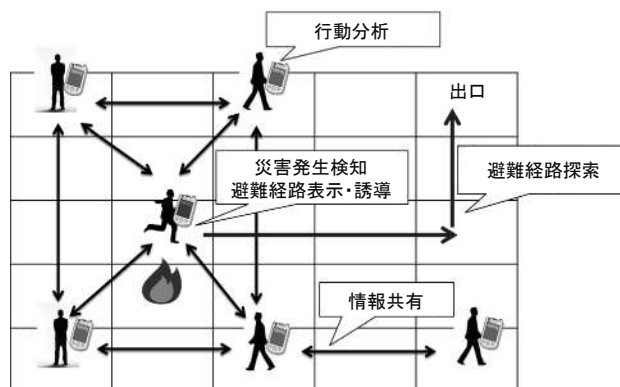 行動分析
出口
災害発生検知
避難経路表示・誘導
避難経路探索
情報共有